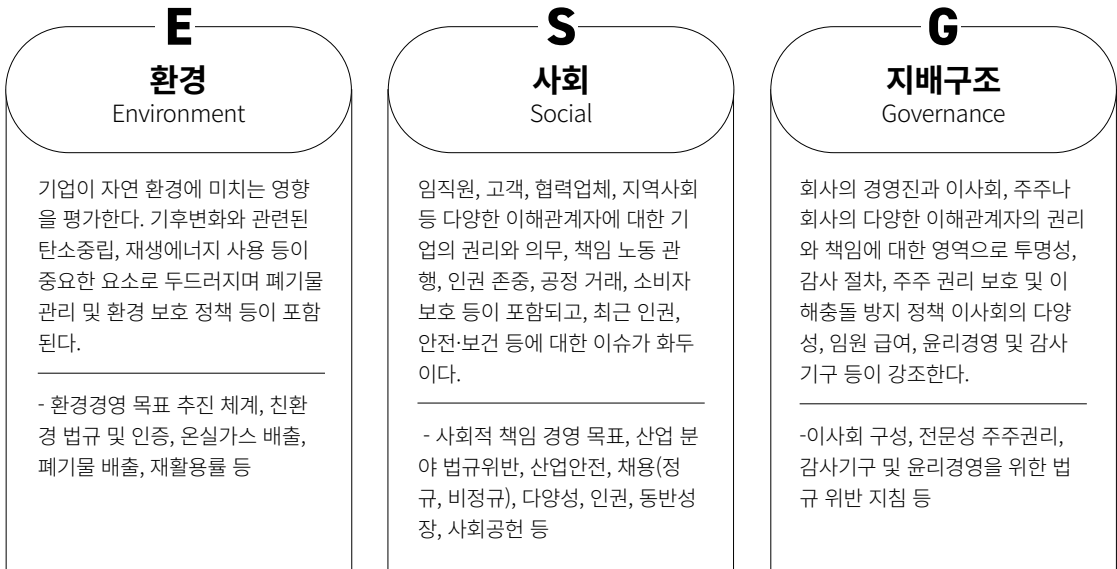 E
환경
Environment
기업이 자연 환경에 미치는 영향
을 평가한다. 기후변화와 관련된
탄소중립, 재생에너지 사용 등이
중요한 요소로 두드러지며 폐기물
관리 및 환경 보호 정책 등이 포함
된다.
- 환경경영 목표 추진 체계, 친환
경 법규 및 인증, 온실가스 배출,
폐기물 배출, 재활용률 등
S
사회
Social
임직원, 고객, 협력업체, 지역사회
등 다양한 이해관계자에 대한 기
업의 권리와 의무, 책임 노동 관
행, 인권 존중, 공정 거래, 소비자
보호 등이 포함되고, 최근 인권,
안전·보건 등에 대한 이슈가 화두
이다.
- 사회적 책임 경영 목표, 산업 분
야 법규위반, 산업안전, 채용(정
규, 비정규), 다양성, 인권, 동반성
장, 사회공헌 등
G
지배구조
Governance
회사의 경영진과 이사회, 주주나
회사의 다양한 이해관계자의 권리
와 책임에 대한 영역으로 투명성,
감사 절차, 주주 권리 보호 및 이
해충돌 방지 정책 이사회의 다양
성, 임원 급여, 윤리경영 및 감사
기구 등이 강조한다.
-이사회 구성, 전문성 주주권리,
감사기구 및 윤리경영을 위한 법
규 위반 지침 등